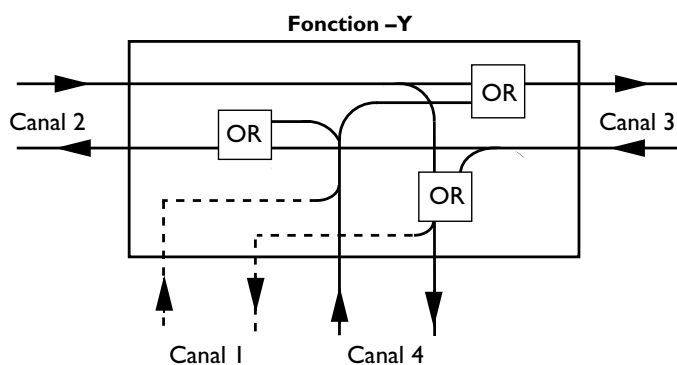 Fonction –Y
OR
Canal 2
OR
Canal 3
OR
Canal 1
Canal 4